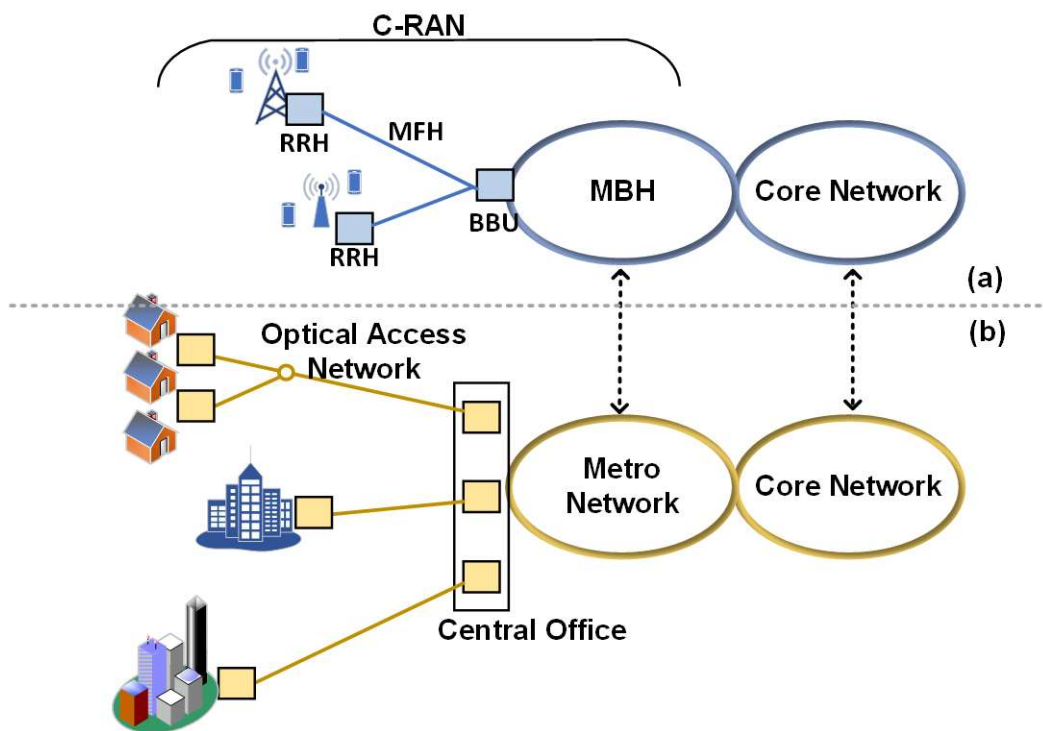 C-RAN
RRH
MFH
RRH
BBU
MBH
Core Network
(a)
(b)
Optical Access
Network
Metro
Network
Core Network
Central Office